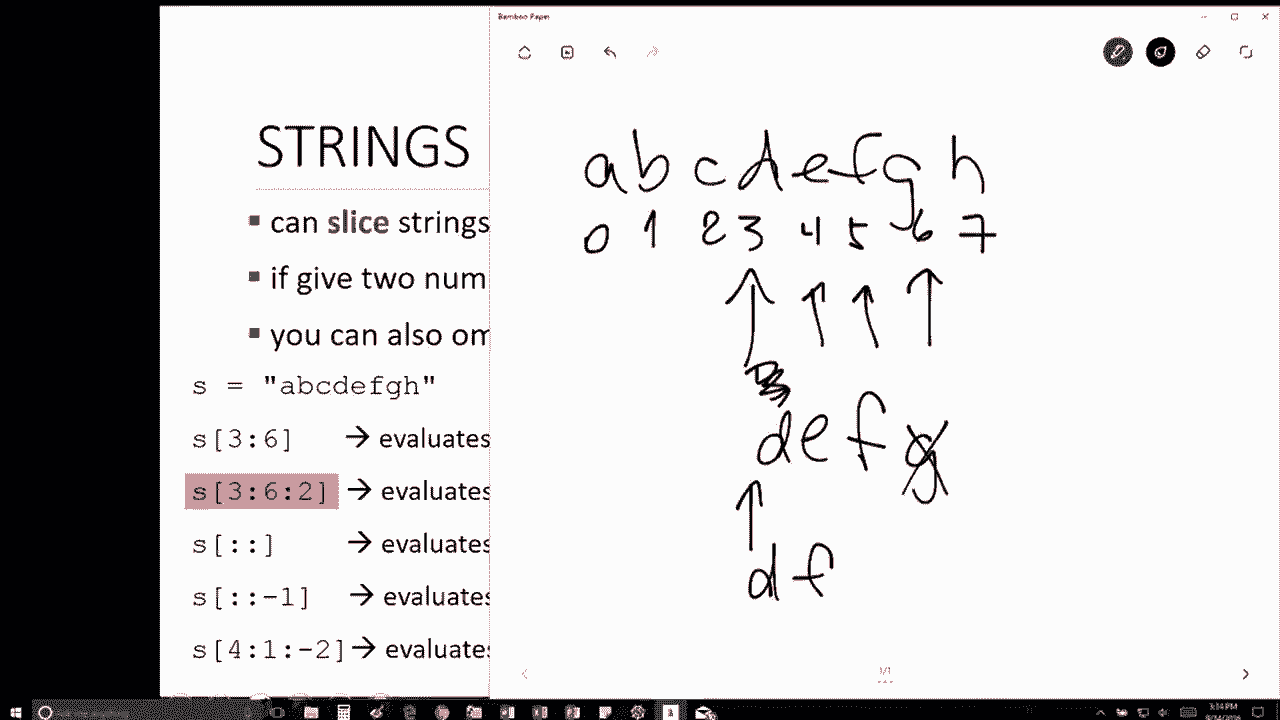 Bamboo Paper
STRINGS
can slice strings
if give two num
you can also om
s = "abcdefgh"
s[3:6] → evaluates
s[3:6:2] → evaluates
s[::] → evaluates
s[::-1] → evaluates
s[4:1:-2] → evaluates
a b c d e f g h
0 1 2 3 4 5 6 7
d e f g
d f
1/1
3:14 PM